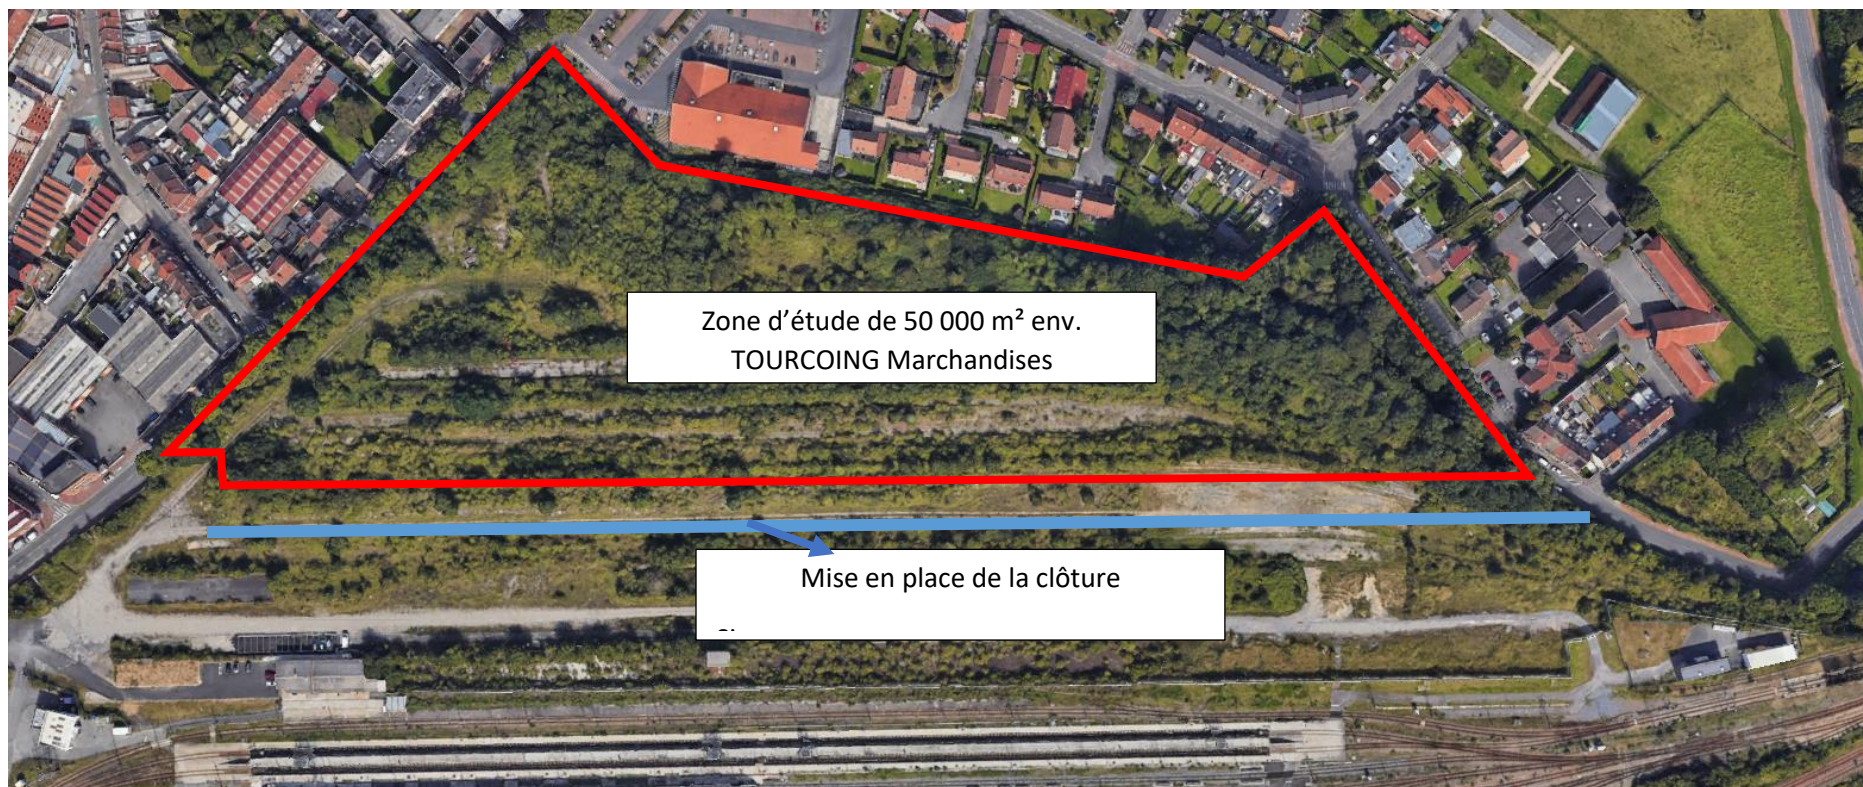 Zone d’étude de 50 000 m² env.
TOURCOING Marchandises
Mise en place de la clôture